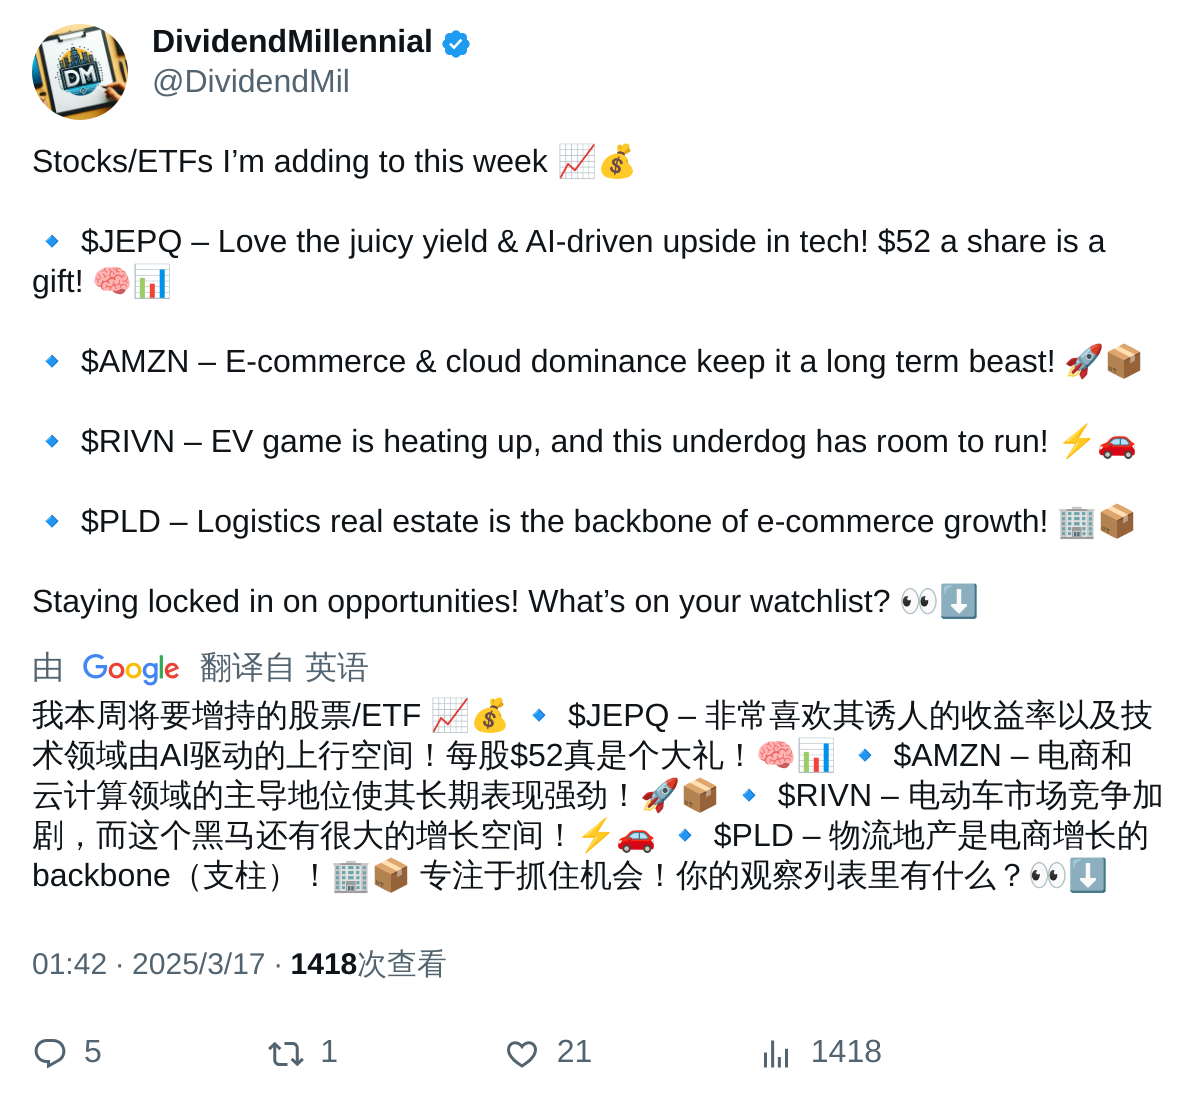 DividendMillennial
@DividendMil
DM
Stocks/ETFs I’m adding to this week 📈💰
🔹 $JEPQ – Love the juicy yield & AI-driven upside in tech! $52 a share is a
gift! 🧠📊
🔹 $AMZN – E-commerce & cloud dominance keep it a long term beast! 🚀📦
🔹 $RIVN – EV game is heating up, and this underdog has room to run! ⚡🚗
🔹 $PLD – Logistics real estate is the backbone of e-commerce growth! 🏢📦
Staying locked in on opportunities! What’s on your watchlist? 👀⬇️
由 Google 翻译自 英语
我本周将要增持的股票/ETF 📈💰 🔹 $JEPQ – 非常喜欢其诱人的收益率以及技
术领域由AI驱动的上行空间！每股$52真是个大礼！🧠📊 🔹 $AMZN – 电商和
云计算领域的主导地位使其长期表现强劲！🚀📦 🔹 $RIVN – 电动车市场竞争加
剧，而这个黑马还有很大的增长空间！⚡🚗 🔹 $PLD – 物流地产是电商增长的
backbone（支柱）！🏢📦 专注于抓住机会！你的观察列表里有什么？👀⬇️
01:42 · 2025/3/17 · 1418次查看
5 1 21 1418